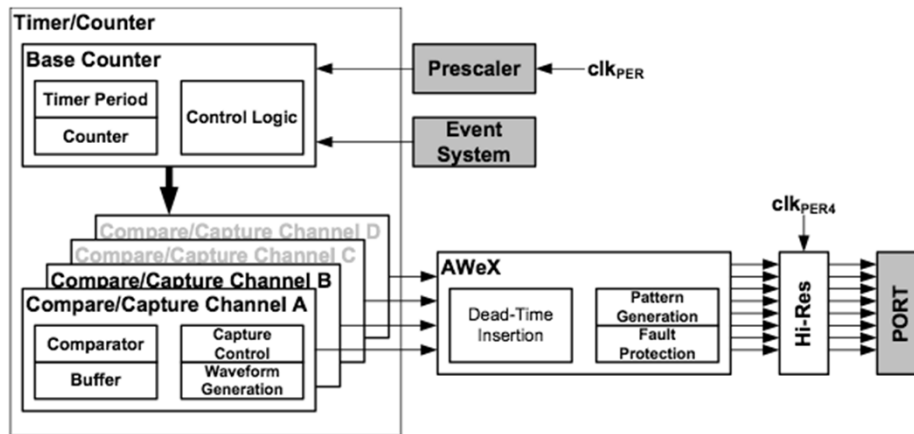 Timer/Counter
Base Counter
Timer Period
Counter
Control Logic
Prescaler
clkPER
Event
System
Compare/Capture Channel D
Compare/Capture Channel C
Compare/Capture Channel B
Compare/Capture Channel A
Comparator
Buffer
Capture
Control
Waveform
Generation
AWeX
Dead-Time
Insertion
Pattern
Generation
Fault
Protection
clkPER4
Hi-Res
PORT